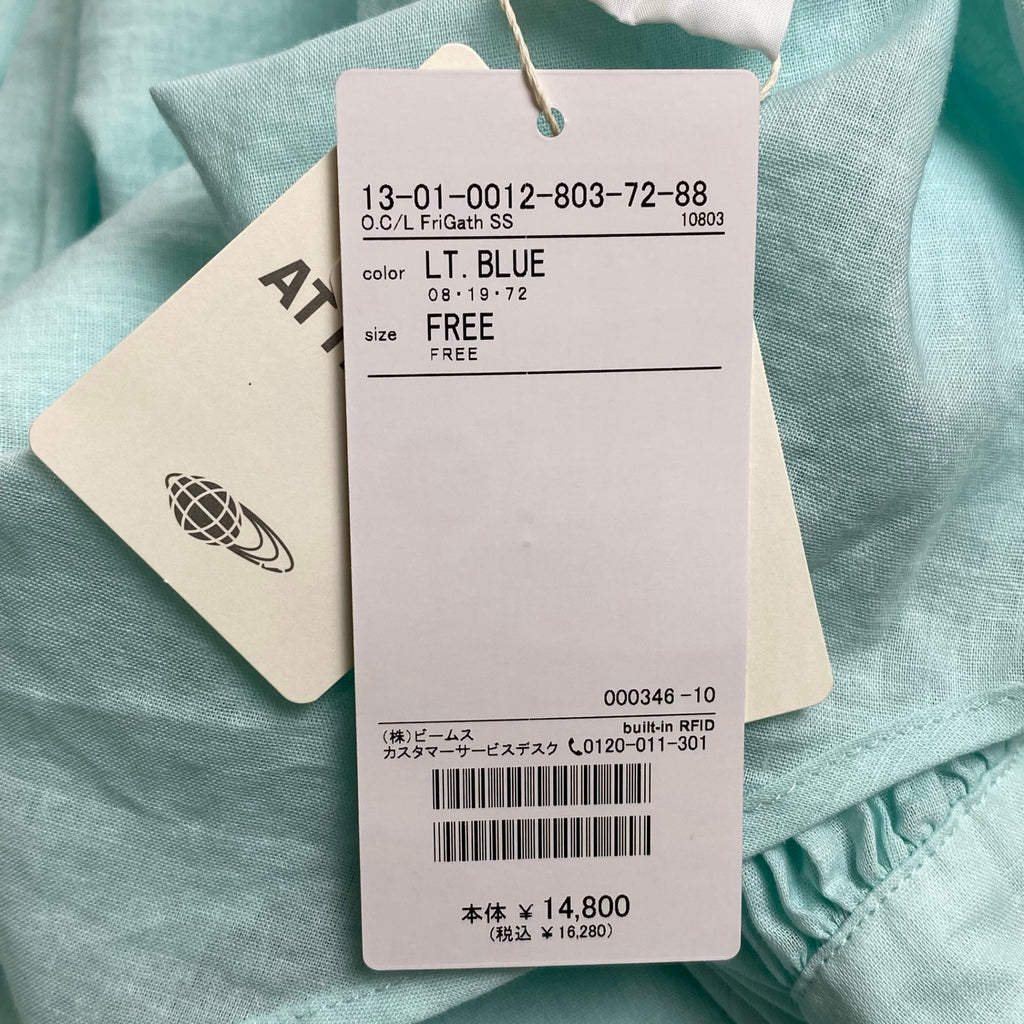 13-01-0012-803-72-88
O.C/L FriGath SS 10803
color LT. BLUE
08・19・72
size FREE
FREE
000346-10
built-in RFID
(株)ビームス
カスタマーサービスデスク 📞0120-011-301
本体 ¥ 14,800
(税込 ¥ 16,280)